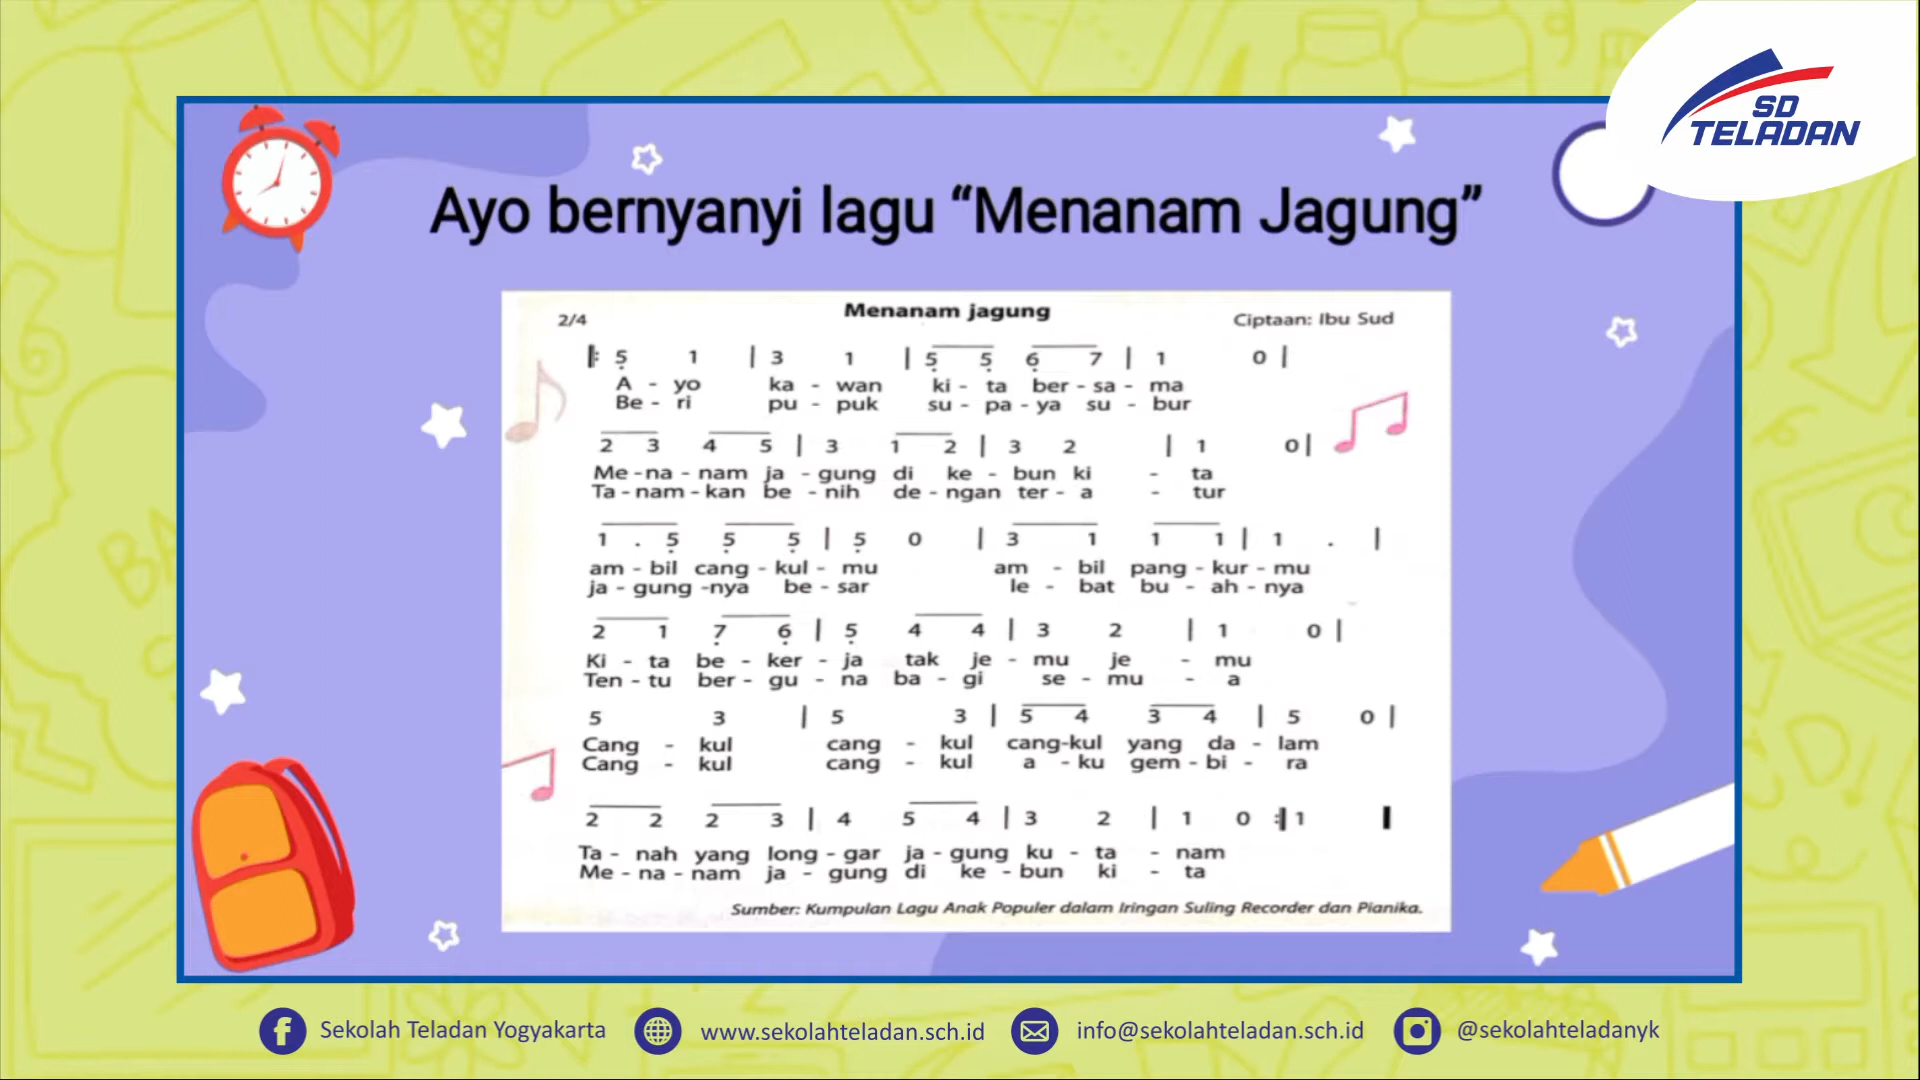 SD
TELADAN
Ayo bernyanyi lagu “Menanam Jagung”
Menanam jagung
2/4
Ciptaan: Ibu Sud
|: 5̣ 1 | 3 1 | 5̣ 5̣ 6̣ 7 | 1 0 |
A - yo ka - wan ki - ta ber - sa - ma
Be - ri pu - puk su - pa - ya su - bur
2 3 4 5 | 3 1 2 | 3 2 | 1 0 |
Me - na - nam ja - gung di ke - bun ki - ta
Ta - nam - kan be - nih de - ngan ter - a - tur
1 . 5̣ 5̣ 5̣ | 5̣ 0 | 3 1 1 1 | 1 . |
am - bil cang - kul - mu am - bil pang - kur - mu
ja - gung -nya be - sar le - bat bu - ah - nya
2 1 7̣ 6̣ | 5̣ 4 4 | 3 2 | 1 0 |
Ki - ta be - ker - ja tak je - mu je - mu
Ten - tu ber - gu - na ba - gi se - mu - a
5 3 | 5 3 | 5 4 3 4 | 5 0 |
Cang - kul cang - kul cang-kul yang da - lam
Cang - kul cang - kul a - ku gem - bi - ra
2 2 2 3 | 4 5 4 | 3 2 | 1 0 :| 1 |
Ta - nah yang long - gar ja - gung ku - ta - nam
Me - na - nam ja - gung di ke - bun ki - ta
Sumber: Kumpulan Lagu Anak Populer dalam Iringan Suling Recorder dan Pianika.
Sekolah Teladan Yogyakarta
www.sekolahteladan.sch.id
info@sekolahteladan.sch.id
@sekolahteladanyk